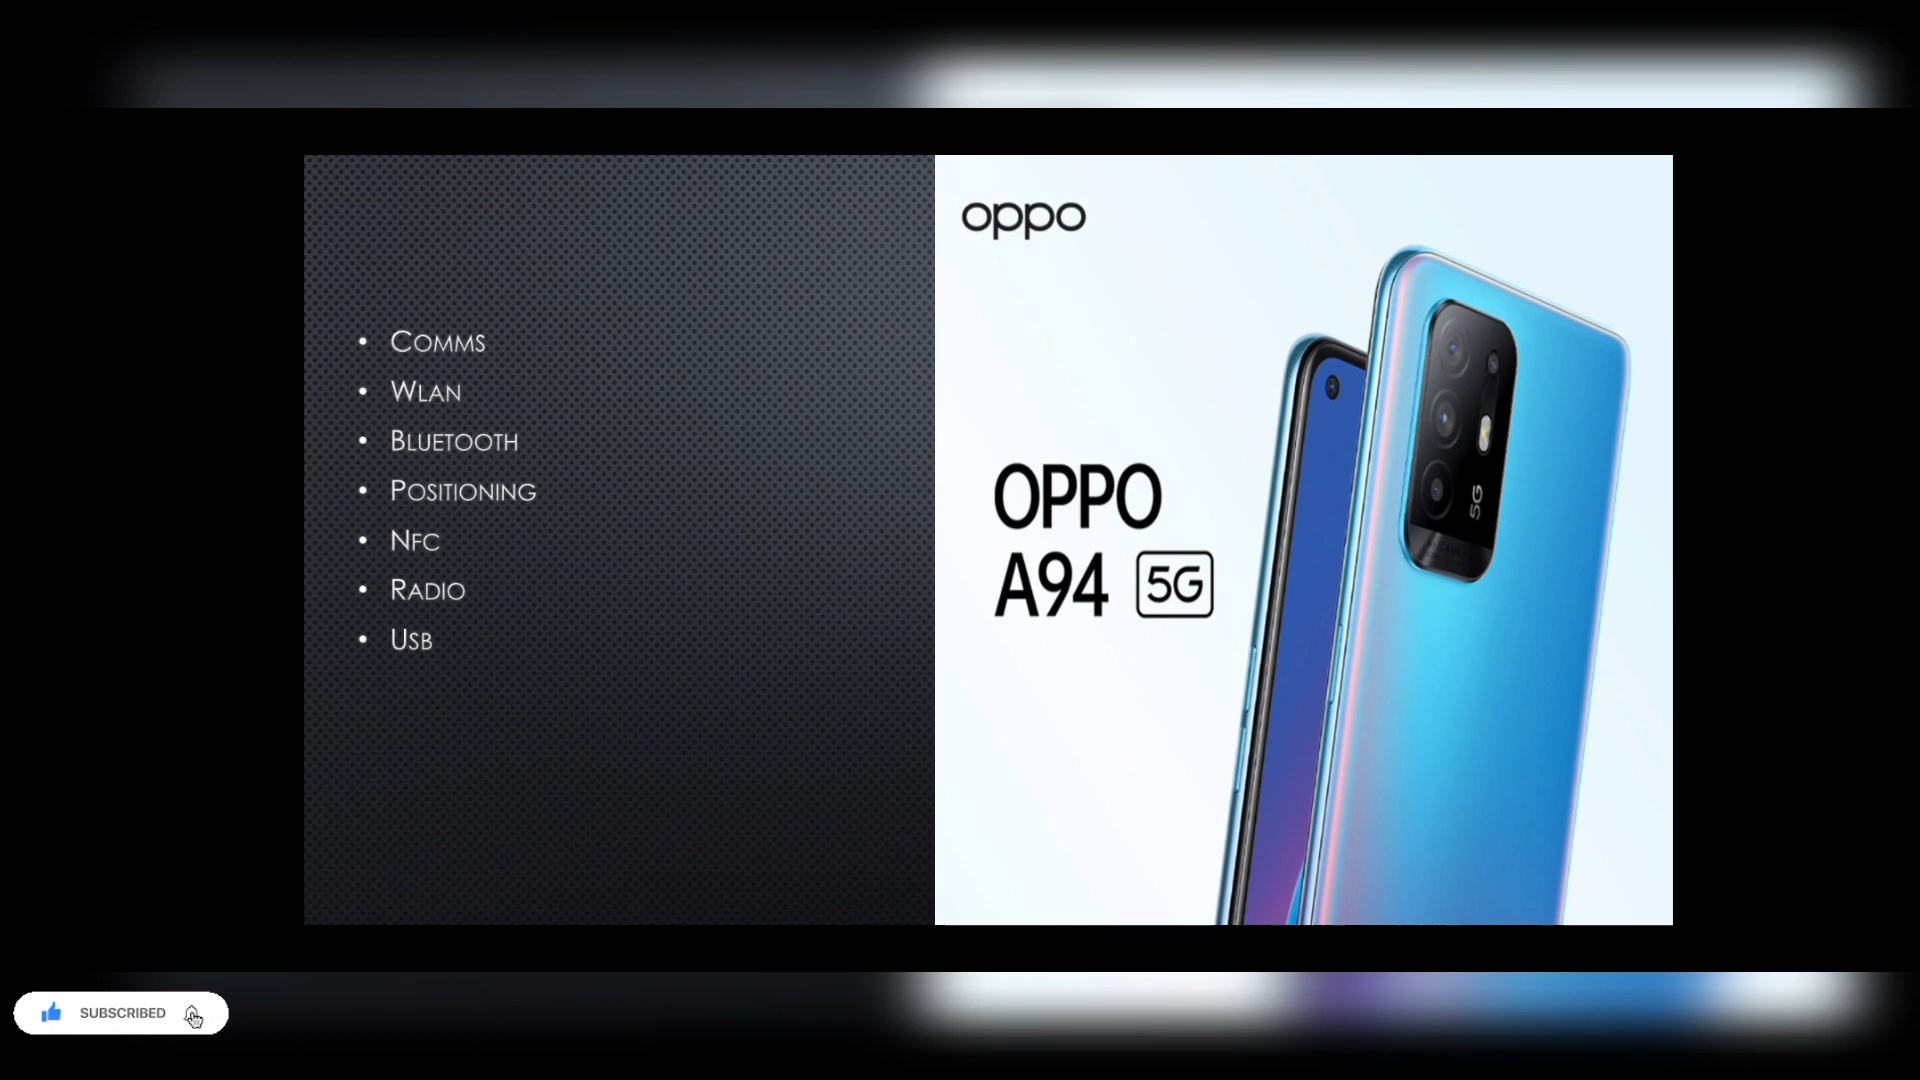 • Comms
• Wlan
• Bluetooth
• Positioning
• Nfc
• Radio
• Usb
oppo
OPPO
A94 5G
5G
SUBSCRIBED